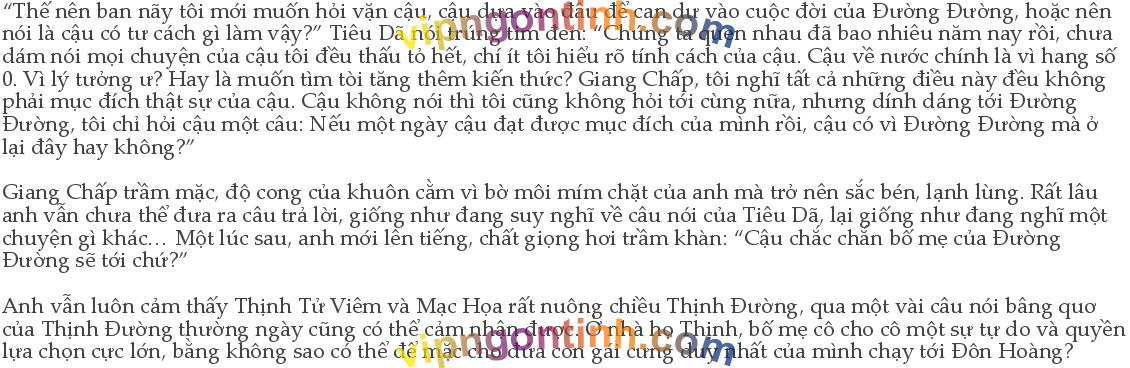 “Thế nên ban nãy tôi mới muốn hỏi vặn cậu, cậu dựa vào đâu để can dự vào cuộc đời của Đường Đường, hoặc nên
nói là cậu có tư cách gì làm vậy?” Tiêu Dã nói trúng tim đen: “Chúng ta quen nhau đã bao nhiêu năm nay rồi, chưa
dám nói mọi chuyện của cậu tôi đều thấu tỏ hết, chí ít tôi hiểu rõ tính cách của cậu. Cậu về nước chính là vì hang số
0. Vì lý tưởng ư? Hay là muốn tìm tòi tăng thêm kiến thức? Giang Chấp, tôi nghĩ tất cả những điều này đều không
phải mục đích thật sự của cậu. Cậu không nói thì tôi cũng không hỏi tới cùng nữa, nhưng dính dáng tới Đường
Đường, tôi chỉ hỏi cậu một câu: Nếu một ngày cậu đạt được mục đích của mình rồi, cậu có vì Đường Đường mà ở
lại đây hay không?”
Giang Chấp trầm mặc, độ cong của khuôn cằm vì bờ môi mím chặt của anh mà trở nên sắc bén, lạnh lùng. Rất lâu
anh vẫn chưa thể đưa ra câu trả lời, giống như đang suy nghĩ về câu nói của Tiêu Dã, lại giống như đang nghĩ một
chuyện gì khác… Một lúc sau, anh mới lên tiếng, chất giọng hơi trầm khàn: “Cậu chắc chắn bố mẹ của Đường
Đường sẽ tới chứ?”
Anh vẫn luôn cảm thấy Thịnh Tử Viêm và Mạc Họa rất nuông chiều Thịnh Đường, qua một vài câu nói bâng quơ
của Thịnh Đường thường ngày cũng có thể cảm nhận được. Ở nhà họ Thịnh, bố mẹ cô cho cô một sự tự do và quyền
lựa chọn cực lớn, bằng không sao có thể để mặc cho đứa con gái cưng duy nhất của mình chạy tới Đôn Hoàng?
vipngontinh.com
vipngontinh.com